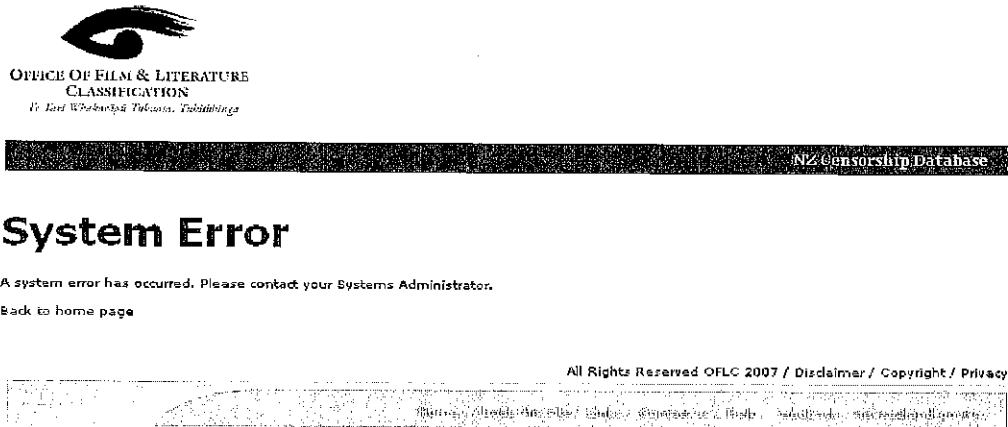 OFFICE OF FILM & LITERATURE
CLASSIFICATION
NZ Censorship Database
System Error
A system error has occurred. Please contact your Systems Administrator.
Back to home page
All Rights Reserved OFLC 2007 / Disclaimer / Copyright / Privacy